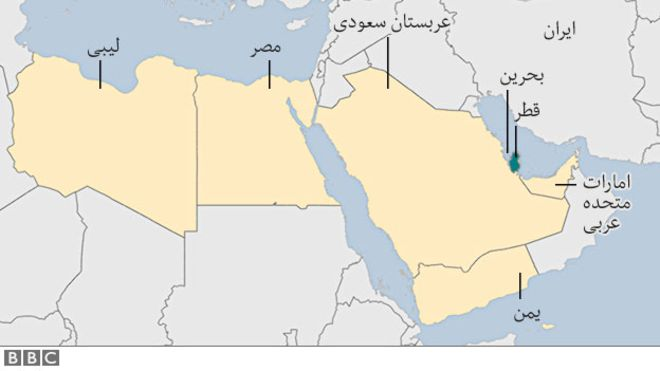 عربستان سعودی
ایران
مصر
لیبی
بحرین
قطر
امارات
متحده
عربی
یمن
BBC